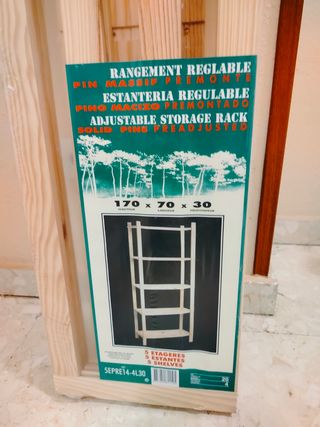 RANGEMENT REGLABLE
PIN MASSIF PREMONTE
ESTANTERIA REGULABLE
PINO MACIZO PREMONTADO
ADJUSTABLE STORAGE RACK
SOLID PINE PREADJUSTED
170 x 70 x 30
5 ETAGERES
5 ESTANTES
5 SHELVES
SEPRE14-4L30